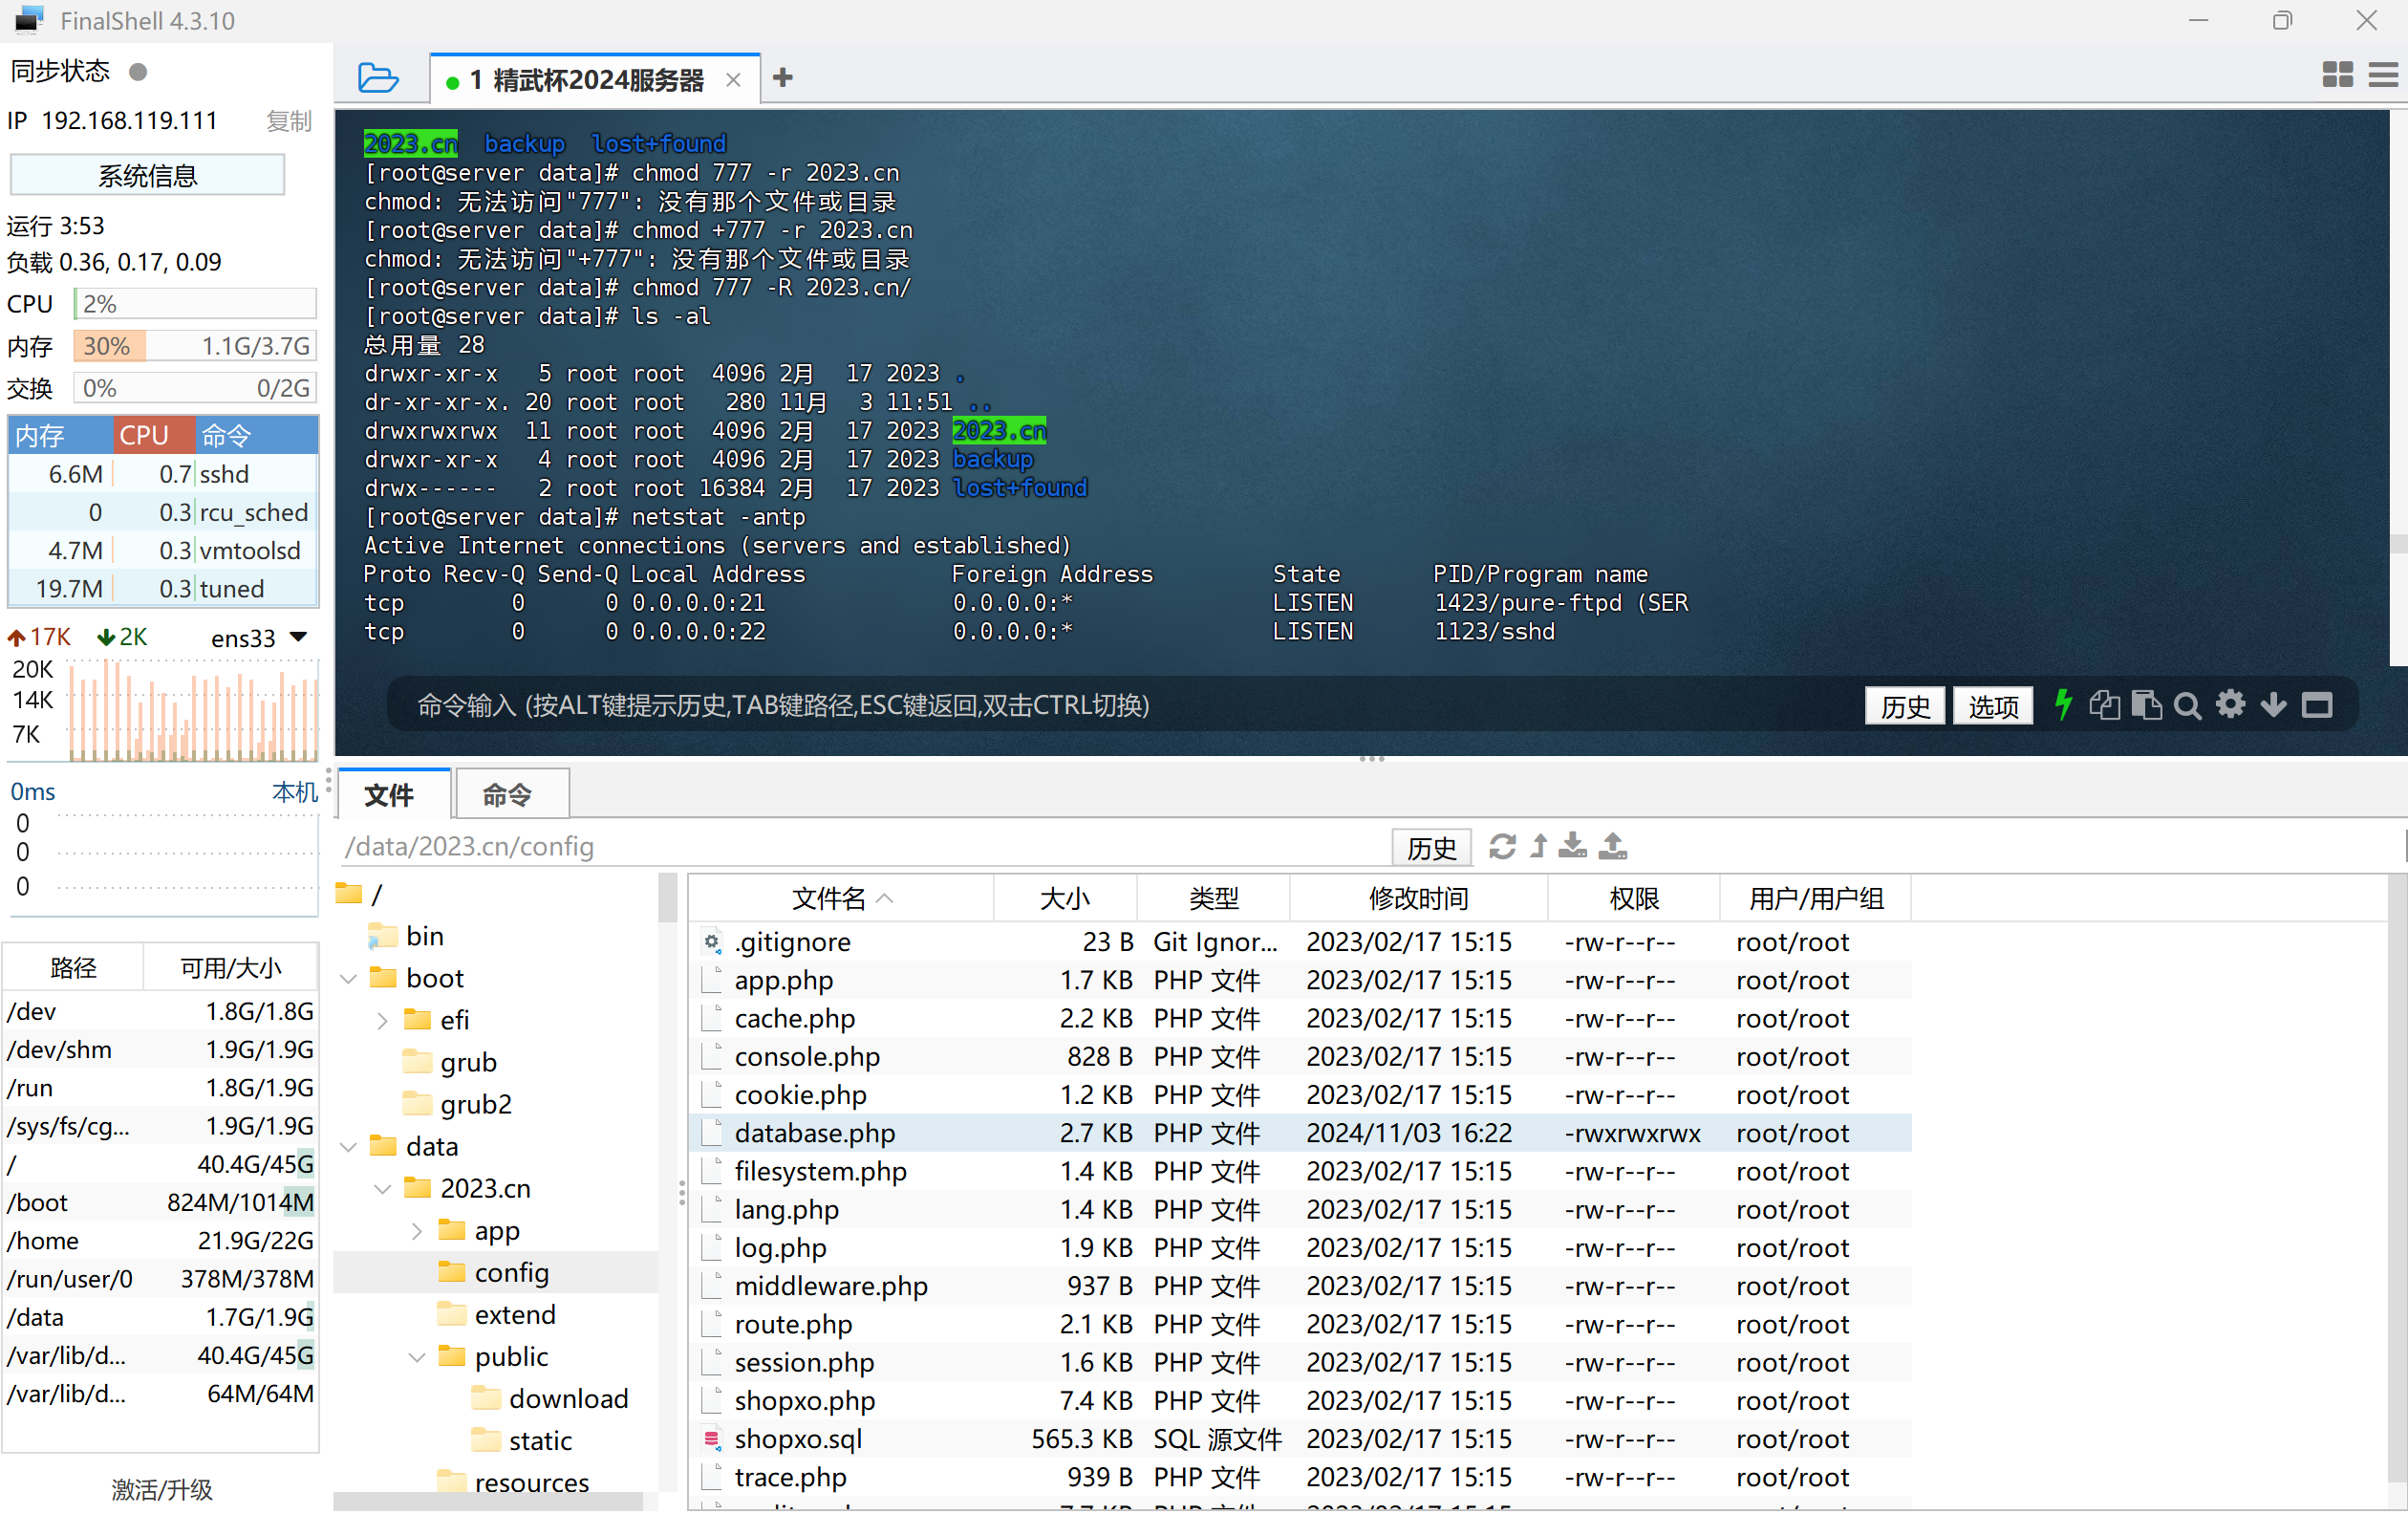 FinalShell 4.3.10
同步状态
IP 192.168.119.111 复制
系统信息
运行 3:53
负载 0.36, 0.17, 0.09
CPU 2%
内存 30% 1.1G/3.7G
交换 0% 0/2G
内存 CPU 命令
6.6M 0.7 sshd
0 0.3 rcu_sched
4.7M 0.3 vmtoolsd
19.7M 0.3 tuned
17K 2K ens33
20K
14K
7K
0ms 本机
0
0
0
路径 可用/大小
/dev 1.8G/1.8G
/dev/shm 1.9G/1.9G
/run 1.8G/1.9G
/sys/fs/cg... 1.9G/1.9G
/ 40.4G/45G
/boot 824M/1014M
/home 21.9G/22G
/run/user/0 378M/378M
/data 1.7G/1.9G
/var/lib/d... 40.4G/45G
/var/lib/d... 64M/64M
激活/升级
1 精武杯2024服务器
2023.cn backup lost+found
[root@server data]# chmod 777 -r 2023.cn
chmod: 无法访问"777": 没有那个文件或目录
[root@server data]# chmod +777 -r 2023.cn
chmod: 无法访问"+777": 没有那个文件或目录
[root@server data]# chmod 777 -R 2023.cn/
[root@server data]# ls -al
总用量 28
drwxr-xr-x 5 root root 4096 2月 17 2023 .
dr-xr-xr-x. 20 root root 280 11月 3 11:51 ..
drwxrwxrwx 11 root root 4096 2月 17 2023 2023.cn
drwxr-xr-x 4 root root 4096 2月 17 2023 backup
drwx------ 2 root root 16384 2月 17 2023 lost+found
[root@server data]# netstat -antp
Active Internet connections (servers and established)
Proto Recv-Q Send-Q Local Address Foreign Address State PID/Program name
tcp 0 0 0.0.0.0:21 0.0.0.0:* LISTEN 1423/pure-ftpd (SER
tcp 0 0 0.0.0.0:22 0.0.0.0:* LISTEN 1123/sshd
命令输入 (按ALT键提示历史,TAB键路径,ESC键返回,双击CTRL切换) 历史 选项
文件 命令
/data/2023.cn/config 历史
/
bin
boot
efi
grub
grub2
data
2023.cn
app
config
extend
public
download
static
resources
文件名 大小 类型 修改时间 权限 用户/用户组
.gitignore 23 B Git Ignor... 2023/02/17 15:15 -rw-r--r-- root/root
app.php 1.7 KB PHP 文件 2023/02/17 15:15 -rw-r--r-- root/root
cache.php 2.2 KB PHP 文件 2023/02/17 15:15 -rw-r--r-- root/root
console.php 828 B PHP 文件 2023/02/17 15:15 -rw-r--r-- root/root
cookie.php 1.2 KB PHP 文件 2023/02/17 15:15 -rw-r--r-- root/root
database.php 2.7 KB PHP 文件 2024/11/03 16:22 -rwxrwxrwx root/root
filesystem.php 1.4 KB PHP 文件 2023/02/17 15:15 -rw-r--r-- root/root
lang.php 1.4 KB PHP 文件 2023/02/17 15:15 -rw-r--r-- root/root
log.php 1.9 KB PHP 文件 2023/02/17 15:15 -rw-r--r-- root/root
middleware.php 937 B PHP 文件 2023/02/17 15:15 -rw-r--r-- root/root
route.php 2.1 KB PHP 文件 2023/02/17 15:15 -rw-r--r-- root/root
session.php 1.6 KB PHP 文件 2023/02/17 15:15 -rw-r--r-- root/root
shopxo.php 7.4 KB PHP 文件 2023/02/17 15:15 -rw-r--r-- root/root
shopxo.sql 565.3 KB SQL 源文件 2023/02/17 15:15 -rw-r--r-- root/root
trace.php 939 B PHP 文件 2023/02/17 15:15 -rw-r--r-- root/root